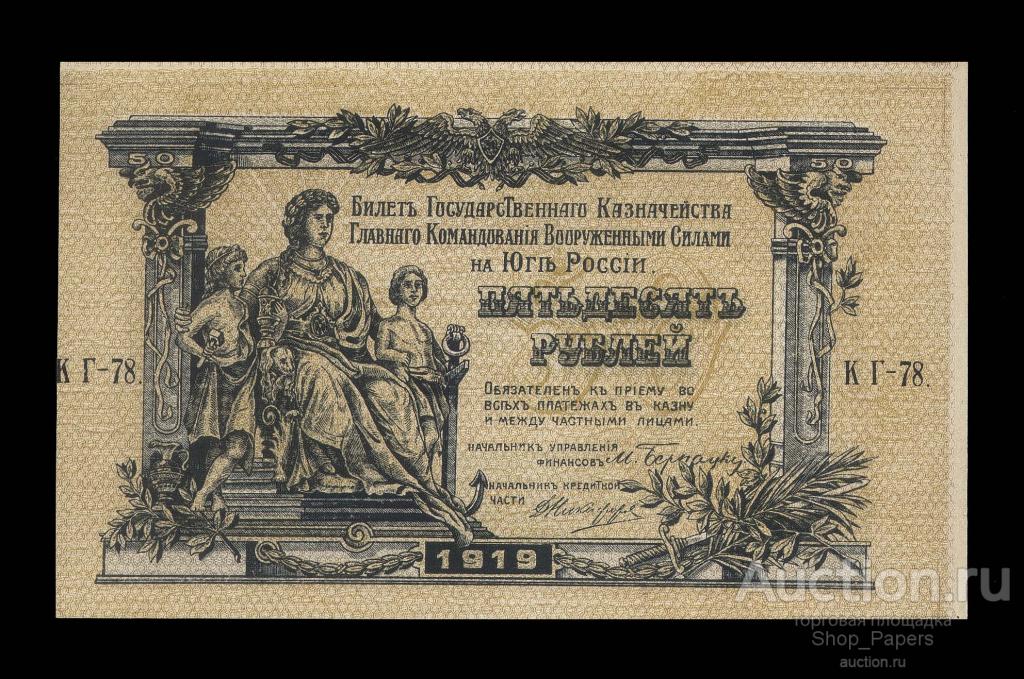 50
50
Билетъ Государственнаго Казначейства
Главнаго Командованія Вооруженными Силами
на Югѣ Россіи.
ПЯТЬДЕСЯТЪ
РУБЛЕЙ
К Г-78.
К Г-78.
Обязателенъ къ пріему во
всѣхъ платежахъ въ казну
и между частными лицами.
Начальникъ управленія
финансовъ
Начальникъ кредитной
части
1919
Auction.ru
торговая площадка
Shop_Papers
auction.ru